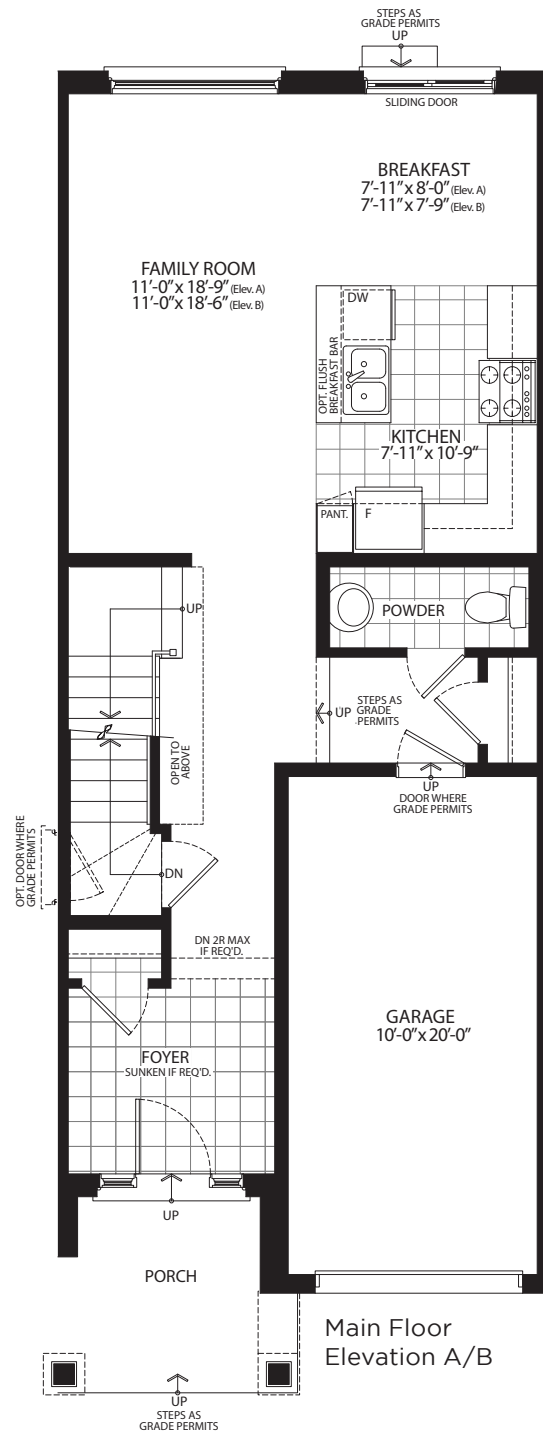 STEPS AS
GRADE PERMITS
UP
SLIDING DOOR
BREAKFAST
7'-11" x 8'-0" (Elev. A)
7'-11" x 7'-9" (Elev. B)
FAMILY ROOM
11'-0" x 18'-9" (Elev. A)
11'-0" x 18'-6" (Elev. B)
DW
OPT. FLUSH
BREAKFAST BAR
KITCHEN
7'-11" x 10'-9"
PANT.
F
UP
POWDER
UP
STEPS AS
GRADE
PERMITS
OPEN TO
ABOVE
UP
DOOR WHERE
GRADE PERMITS
OPT. DOOR WHERE
GRADE PERMITS
DN
DN 2R MAX
IF REQ'D.
GARAGE
10'-0" x 20'-0"
FOYER
SUNKEN IF REQ'D.
UP
PORCH
Main Floor
Elevation A/B
UP
STEPS AS
GRADE PERMITS